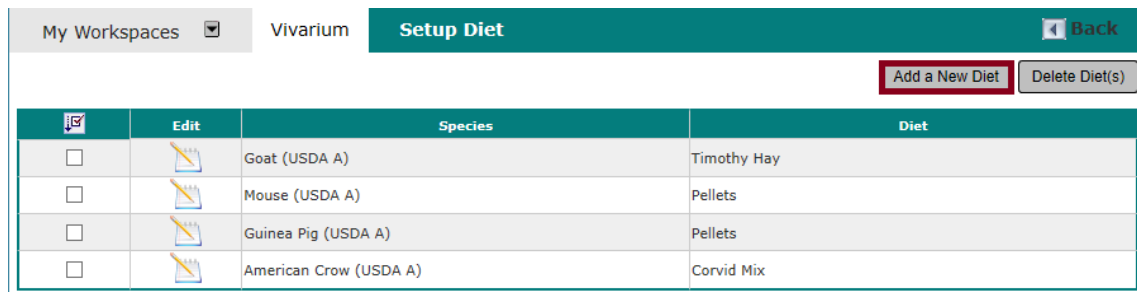 My Workspaces Vivarium Setup Diet Back
Add a New Diet Delete Diet(s)
Edit Species Diet
Goat (USDA A) Timothy Hay
Mouse (USDA A) Pellets
Guinea Pig (USDA A) Pellets
American Crow (USDA A) Corvid Mix